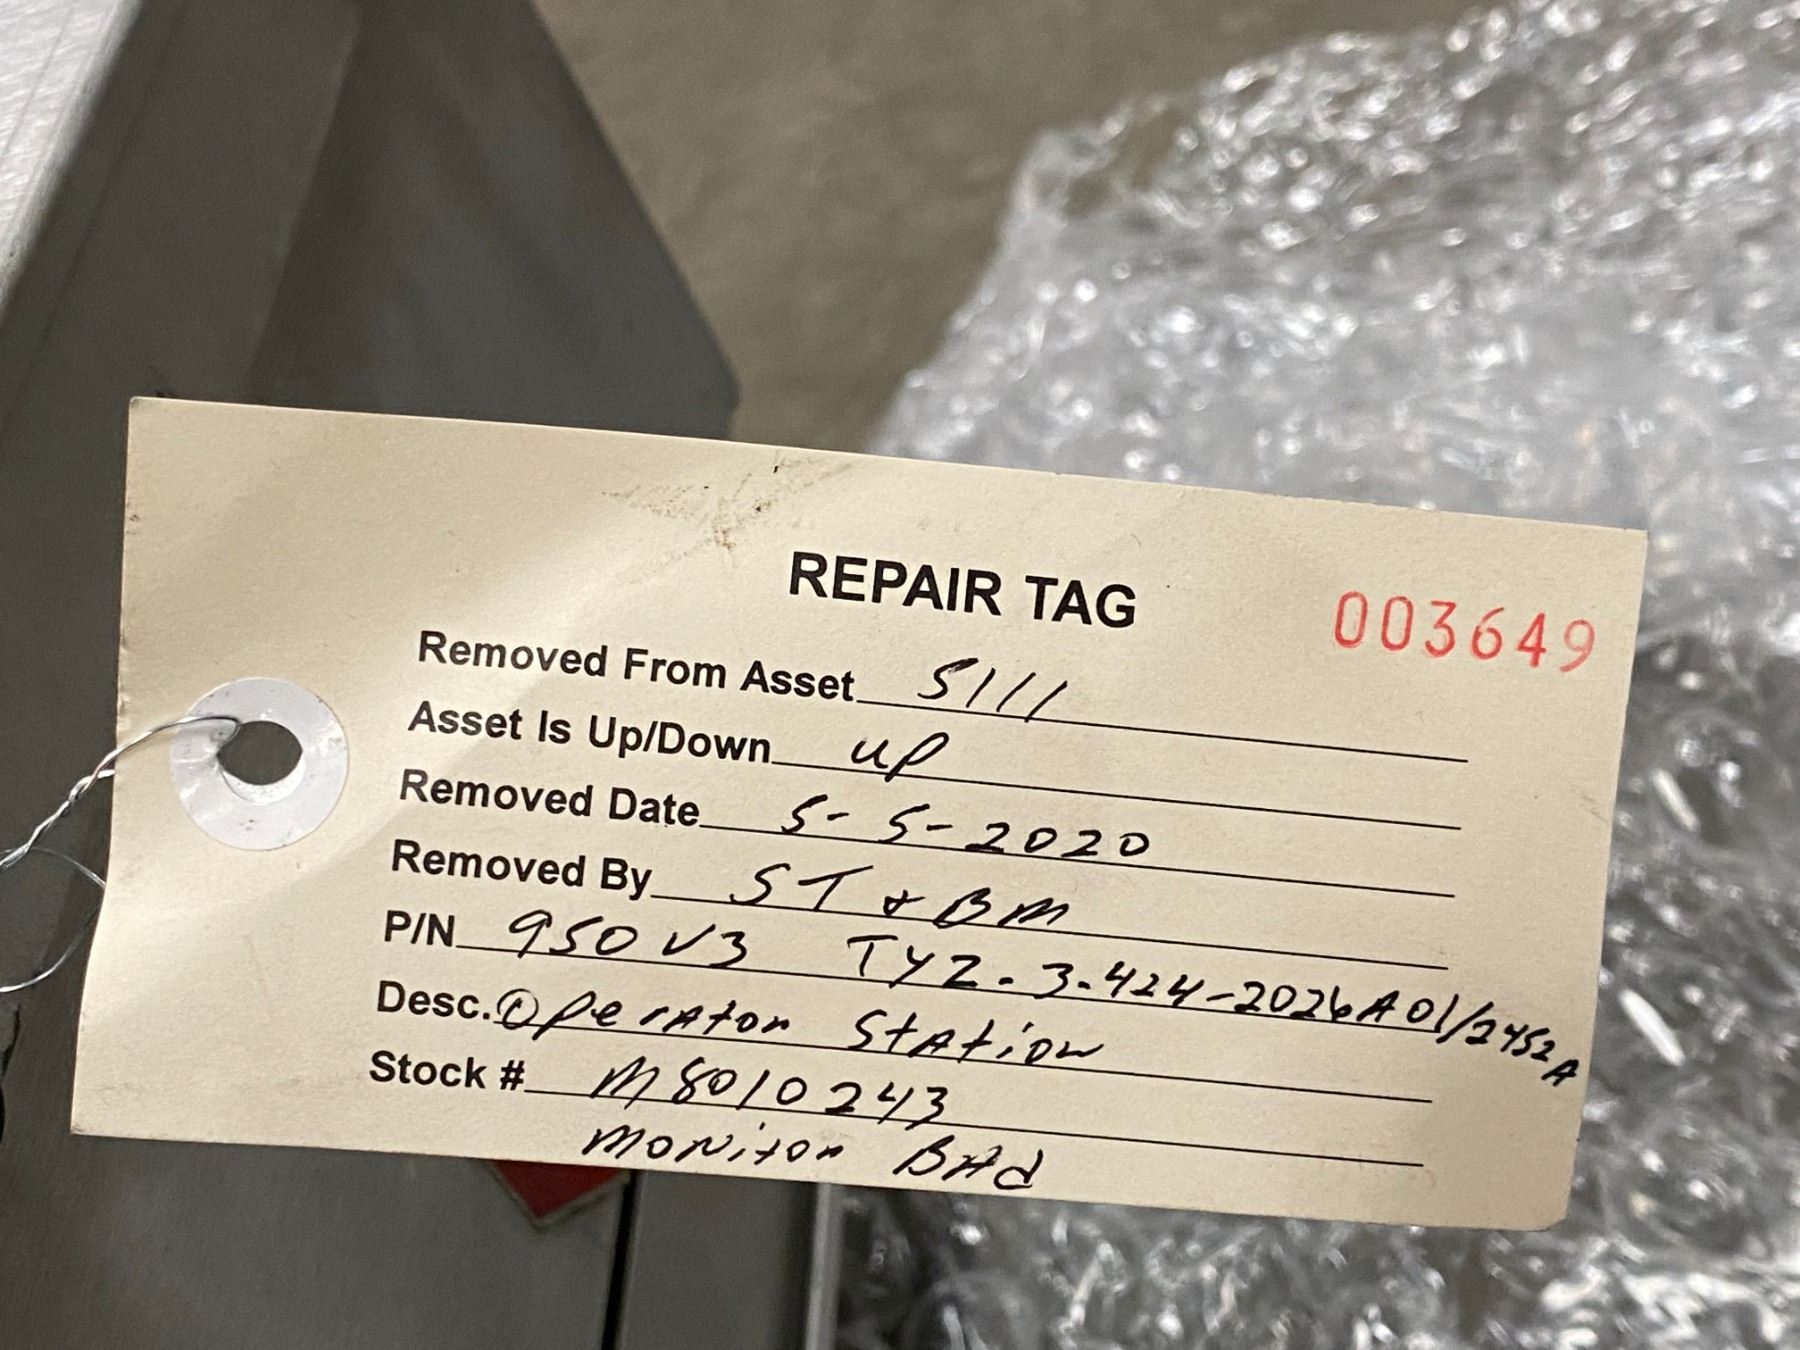 REPAIR TAG 003649
Removed From Asset 5111
Asset Is Up/Down up
Removed Date 5-5-2020
Removed By ST & BM
P/N 950 V3 TYZ.3.424-2026A01/2452A
Desc. Operator Station
Stock # M8010243
Monitor BAd